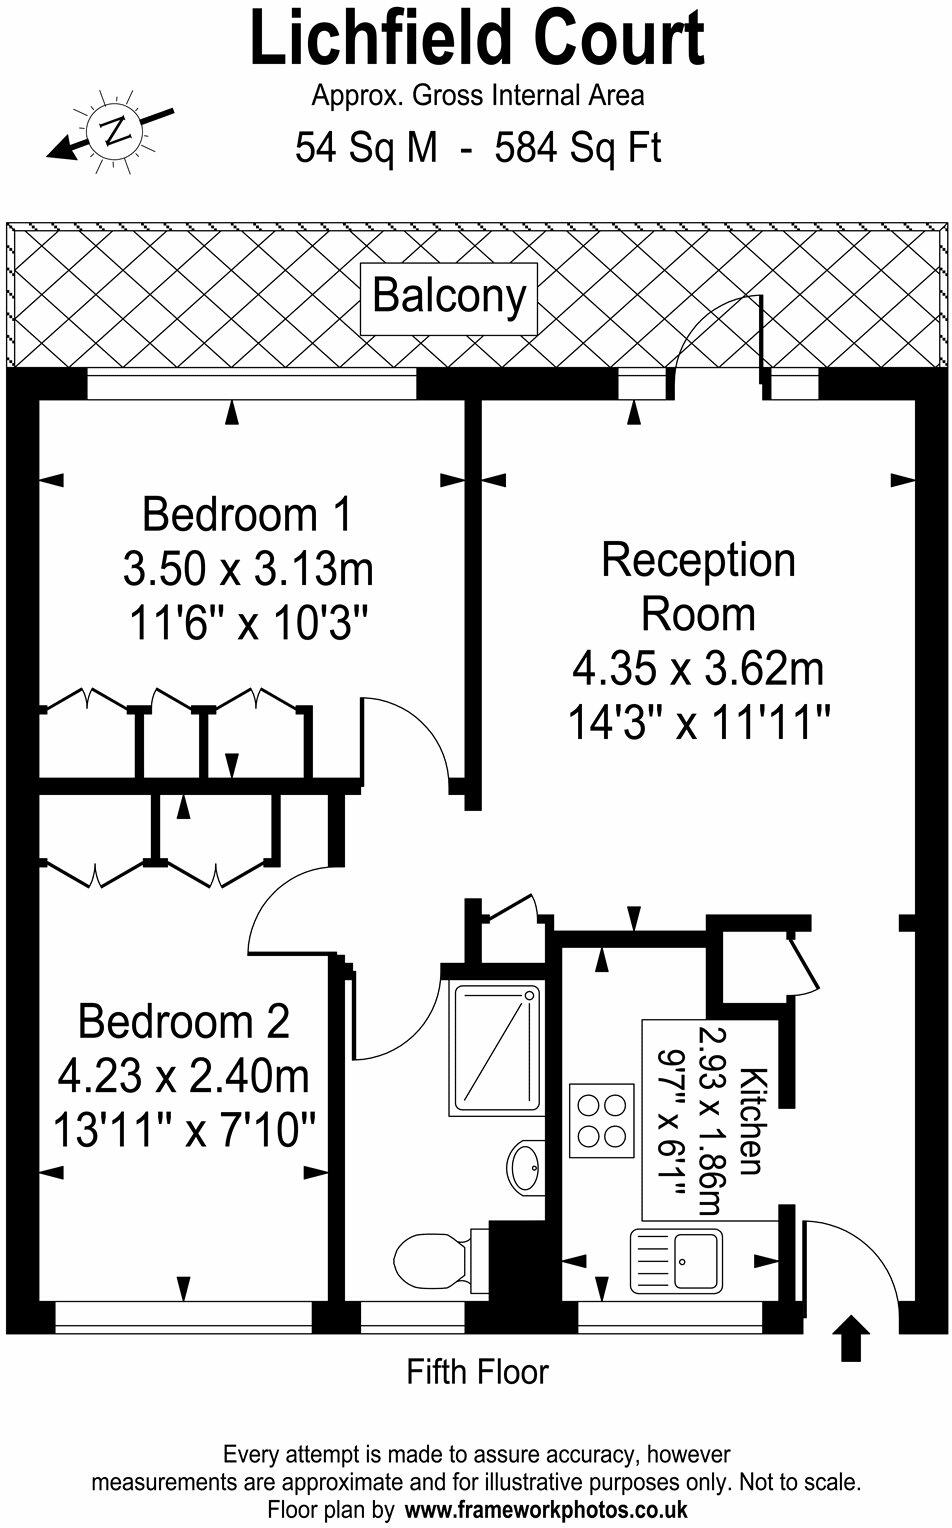 Lichfield Court
Approx. Gross Internal Area
54 Sq M - 584 Sq Ft
N
Balcony
Bedroom 1
3.50 x 3.13m
11'6" x 10'3"
Reception
Room
4.35 x 3.62m
14'3" x 11'11"
Bedroom 2
4.23 x 2.40m
13'11" x 7'10"
Kitchen
2.93 x 1.86m
9'7" x 6'1"
Fifth Floor
Every attempt is made to assure accuracy, however
measurements are approximate and for illustrative purposes only. Not to scale.
Floor plan by www.frameworkphotos.co.uk